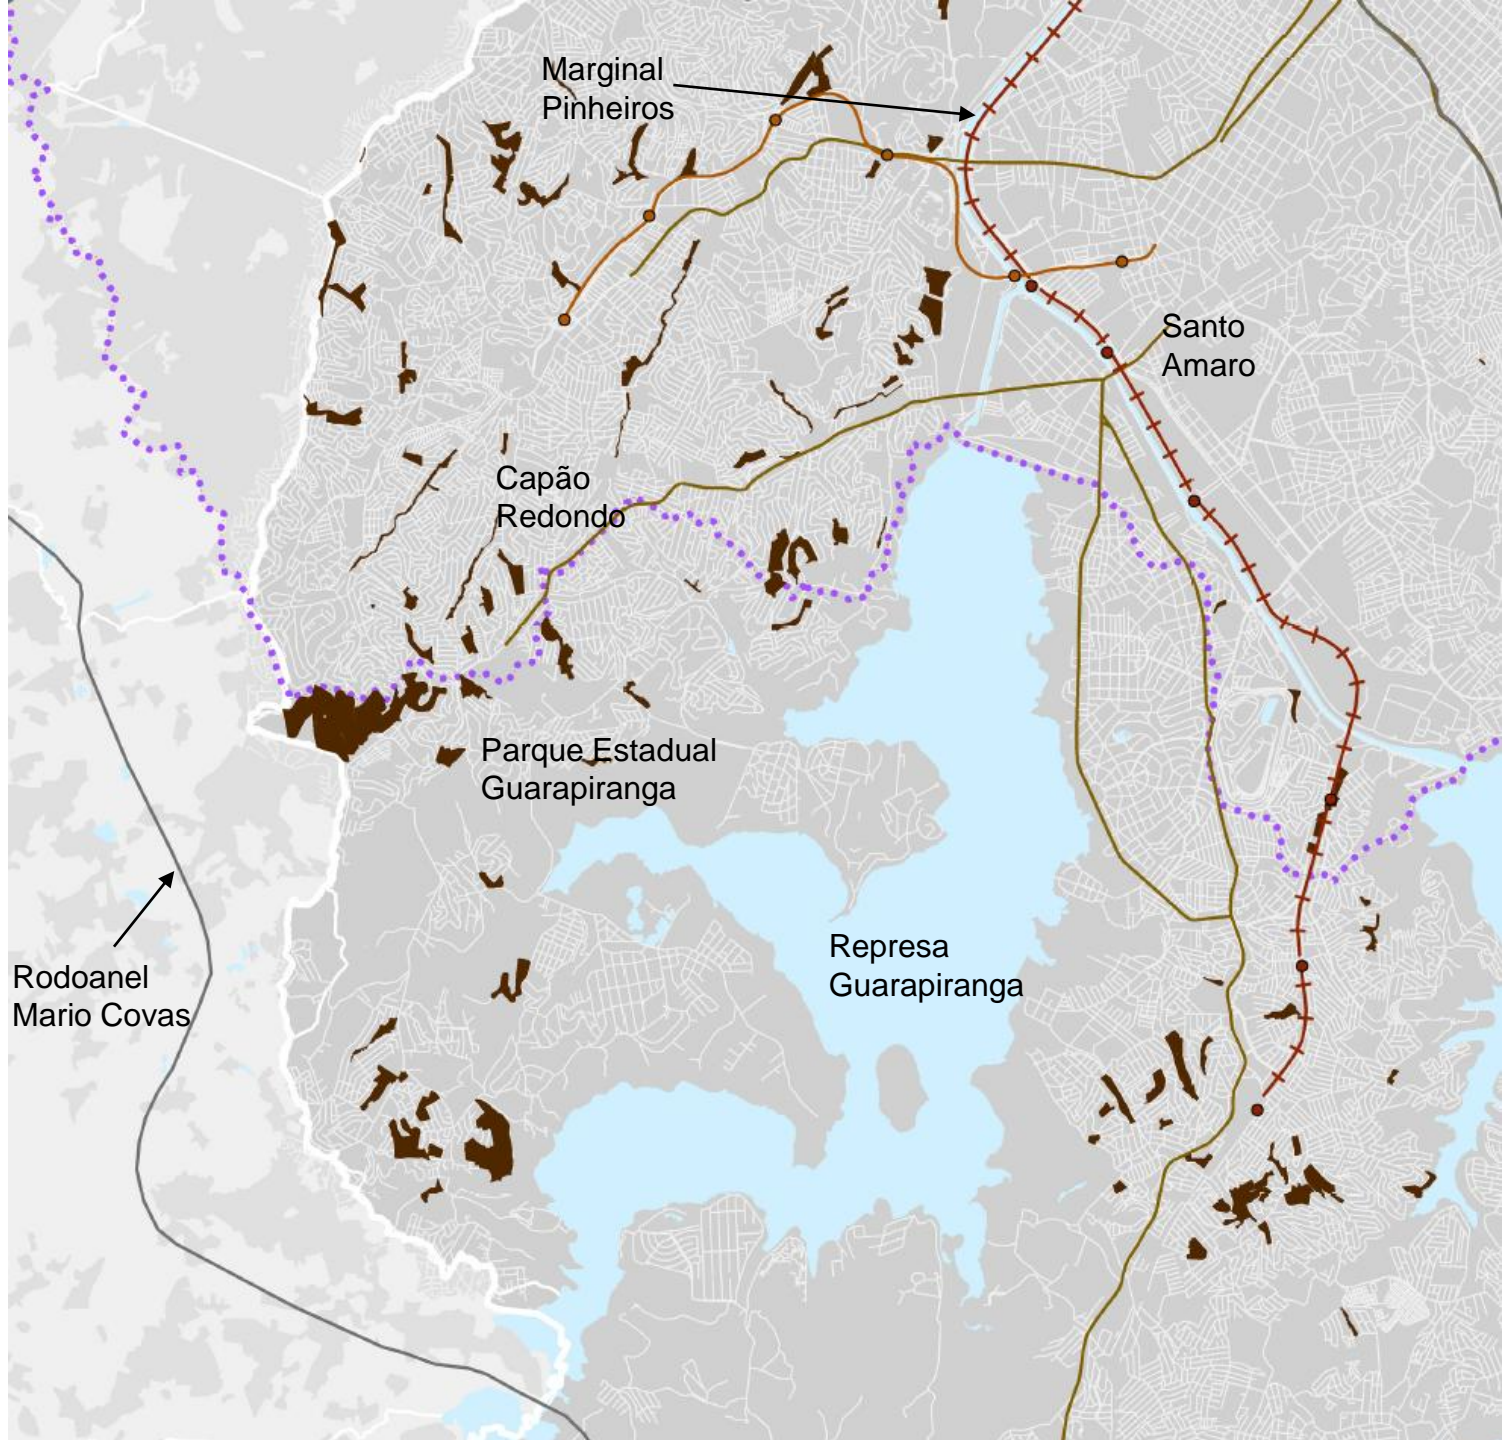 Marginal
Pinheiros
Santo
Amaro
Capão
Redondo
Parque Estadual
Guarapiranga
Represa
Guarapiranga
Rodoanel
Mario Covas